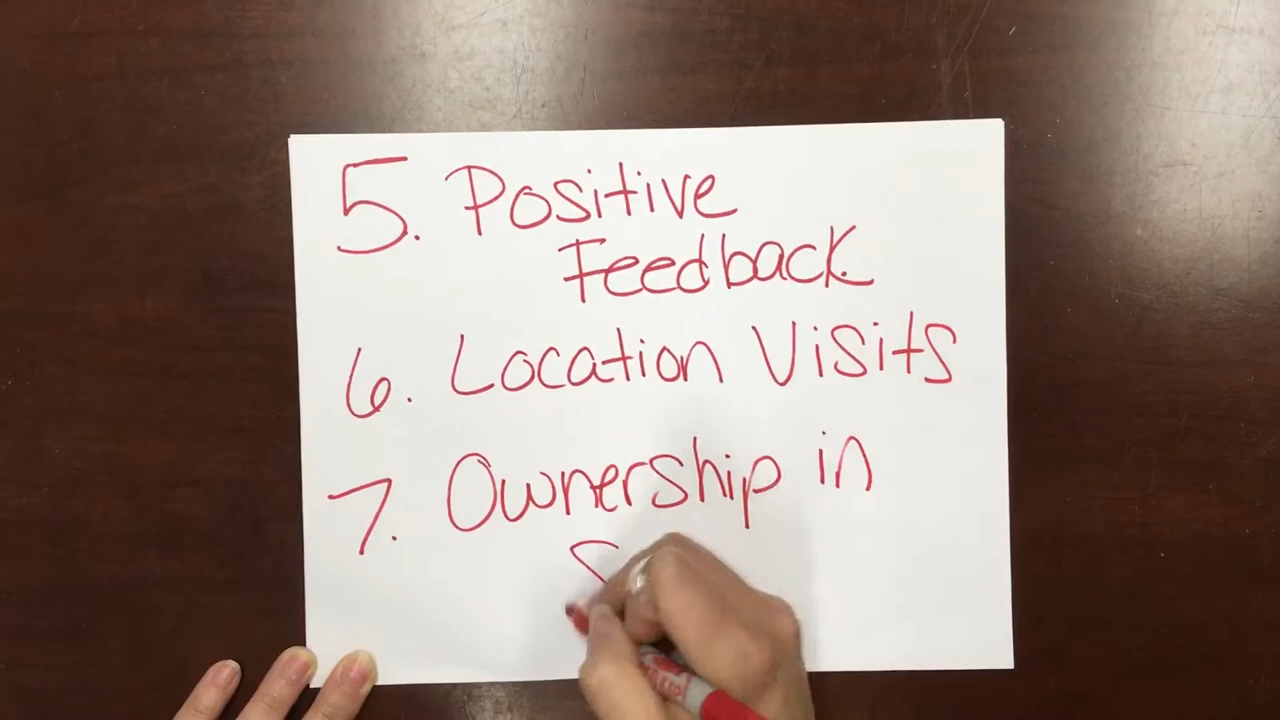 5. Positive
Feedback
6. Location Visits
7. Ownership in
S